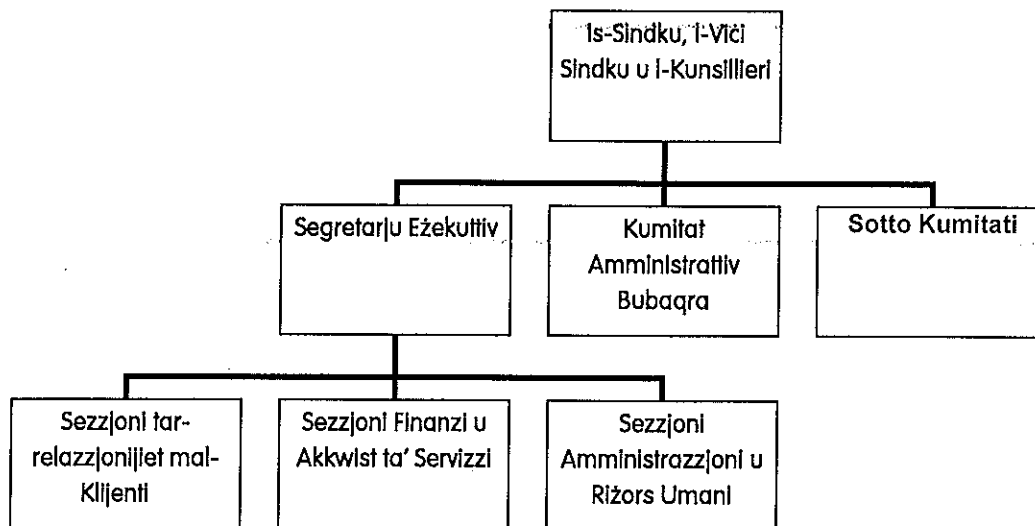 Is-Sindku, l-Viċi
Sindku u l-Kunsillieri
Segretarju Eżekuttiv
Kumitat
Amministrattiv
Bubaqra
Sotto Kumitati
Sezzjoni tar-
relazzjonijiet mal-
Klijenti
Sezzjoni Finanzi u
Akkwist ta' Servizzi
Sezzjoni
Amministrazzjoni u
Riżors Umani